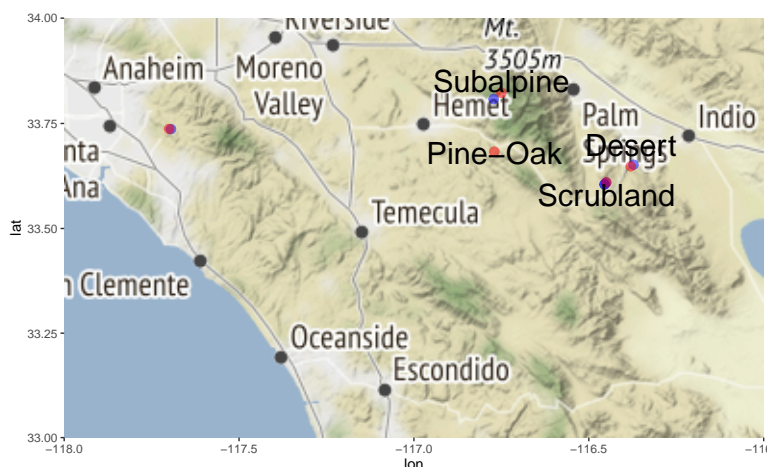 34.00
Riverside
Mt.
3505m
Anaheim
Moreno
Valley
Subalpine
Hemet
Palm
Springs
Indio
33.75
nta
Ana
Pine−Oak
Desert
Scrubland
Temecula
33.50
lat
n Clemente
33.25
Oceanside
Escondido
33.00
−118.0
−117.5
−117.0
−116.5
−116
lon